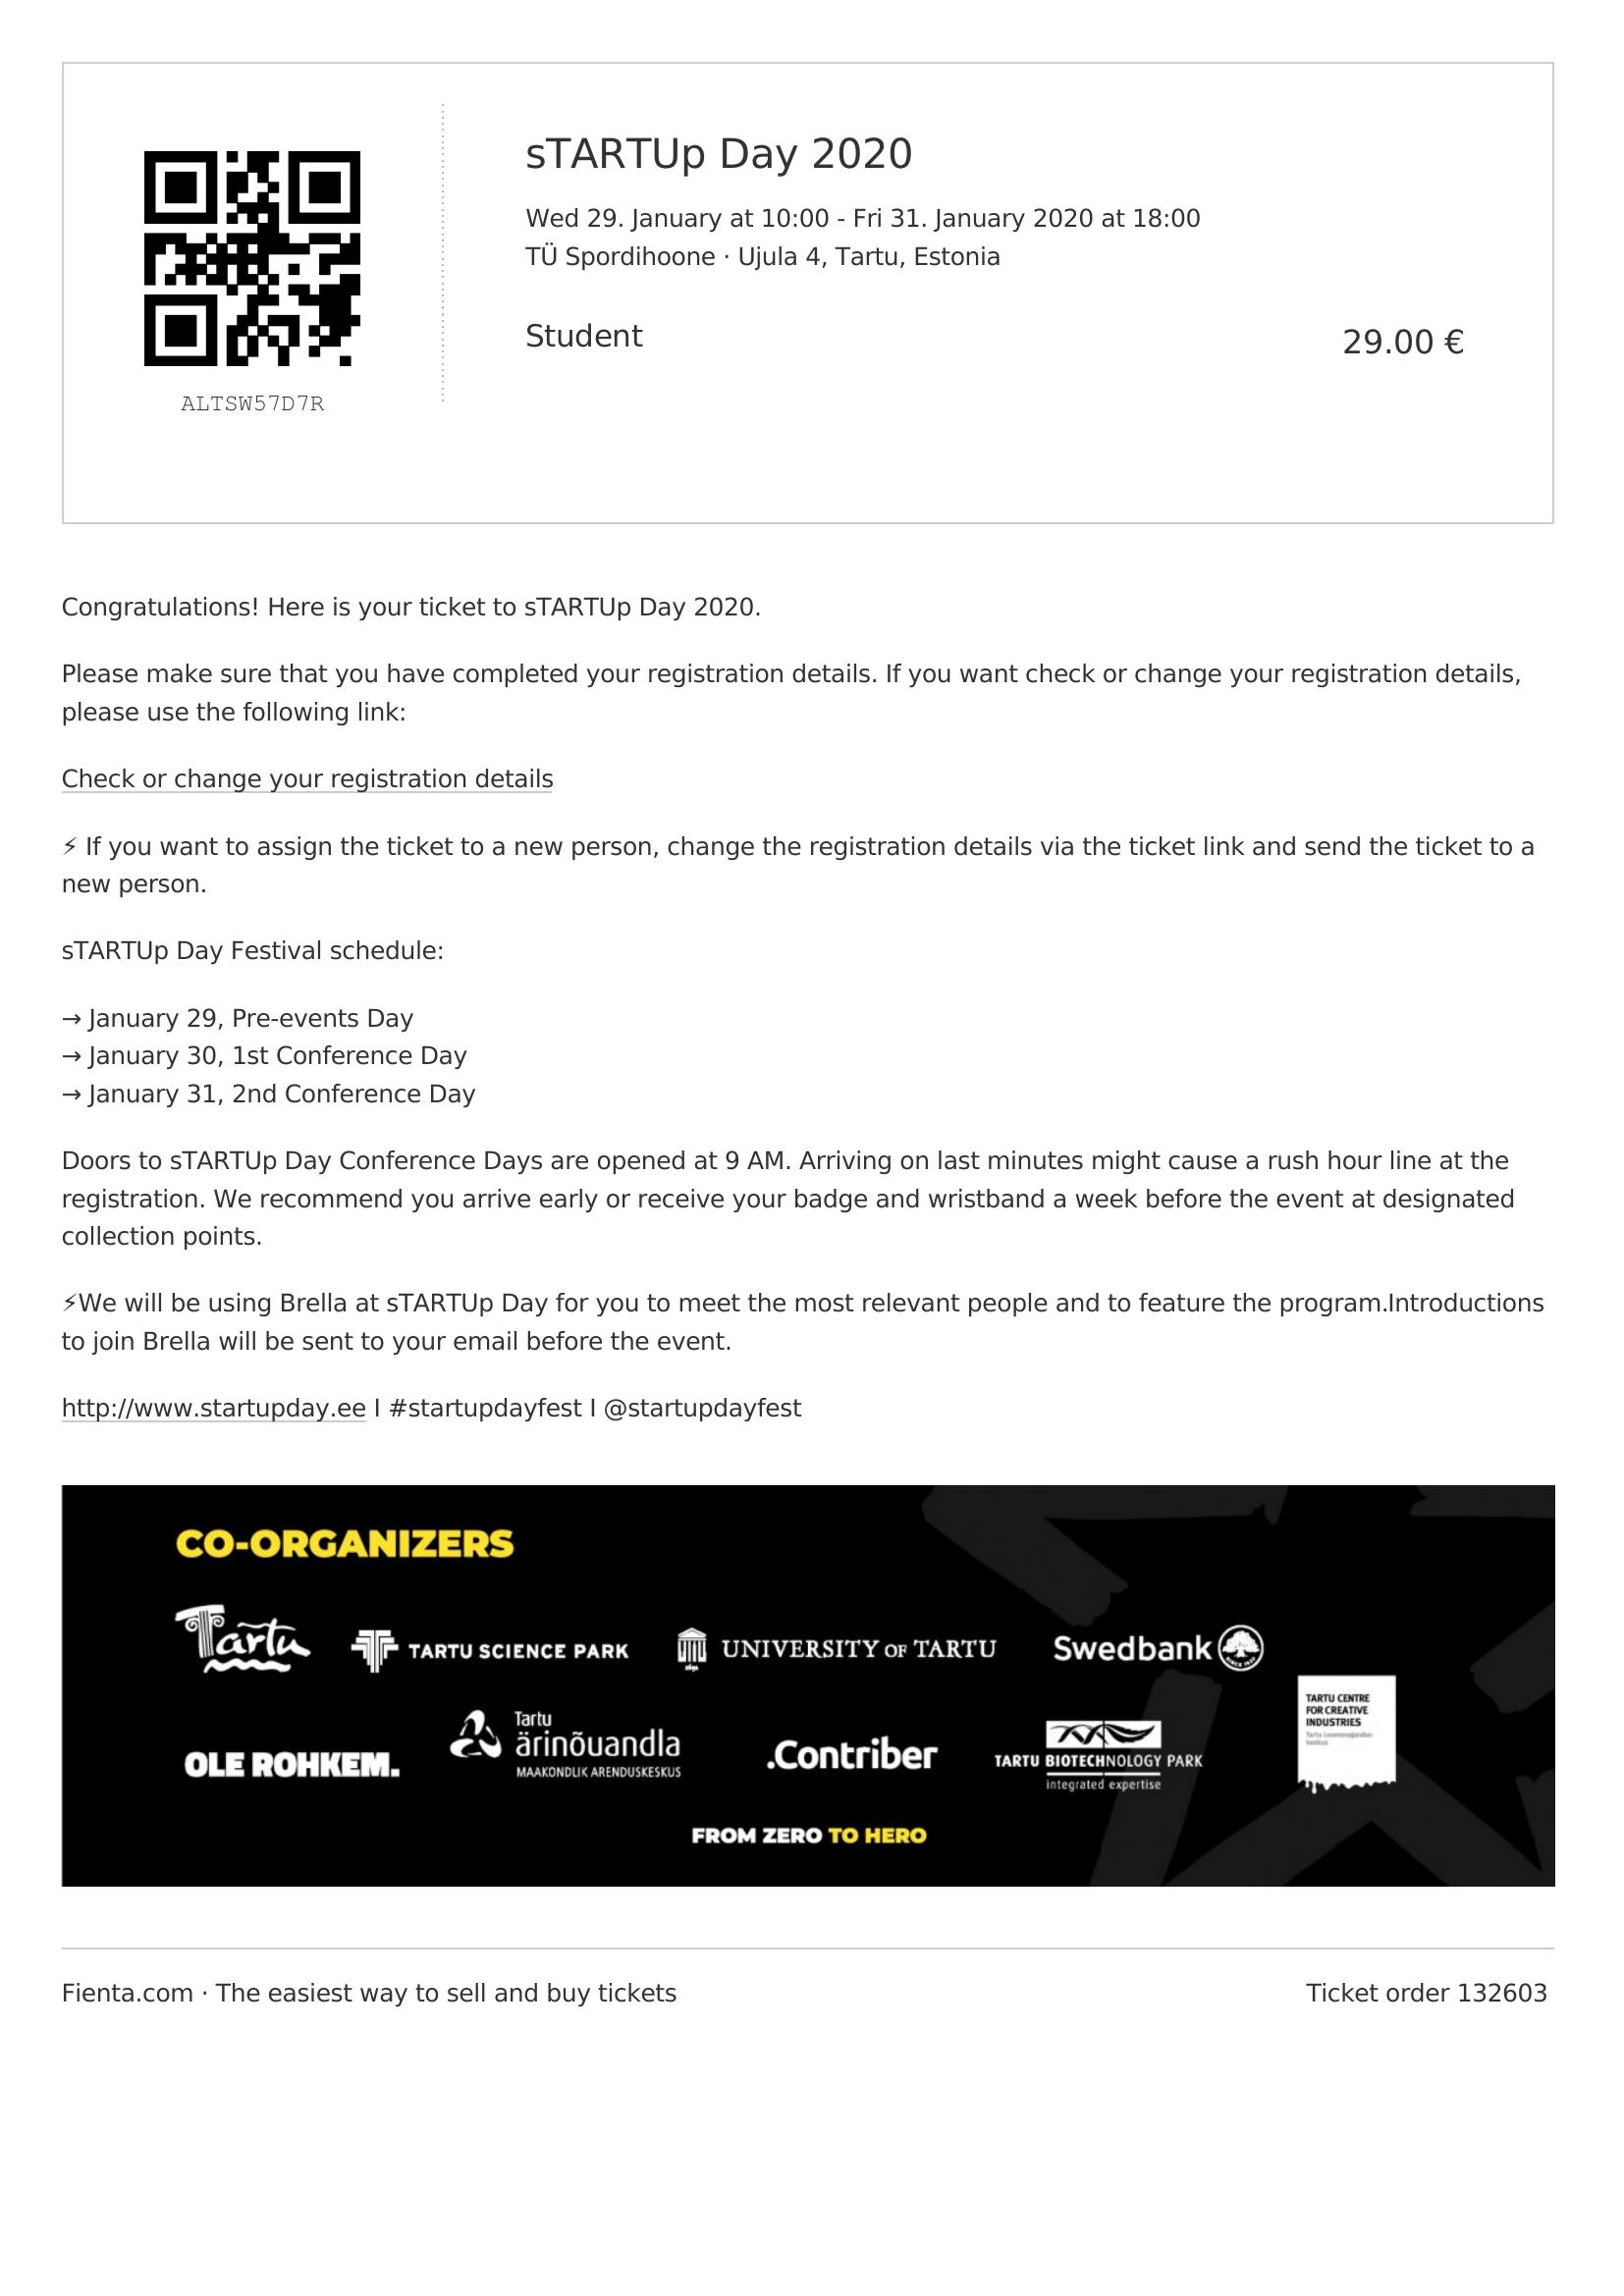 sTARTUp Day 2020
Wed 29. January at 10:00 - Fri 31. January 2020 at 18:00
TÜ Spordihoone · Ujula 4, Tartu, Estonia
Student
29.00 €
ALTSW57D7R
Congratulations! Here is your ticket to sTARTUp Day 2020.
Please make sure that you have completed your registration details. If you want check or change your registration details,
please use the following link:
Check or change your registration details
⚡ If you want to assign the ticket to a new person, change the registration details via the ticket link and send the ticket to a
new person.
sTARTUp Day Festival schedule:
→ January 29, Pre-events Day
→ January 30, 1st Conference Day
→ January 31, 2nd Conference Day
Doors to sTARTUp Day Conference Days are opened at 9 AM. Arriving on last minutes might cause a rush hour line at the
registration. We recommend you arrive early or receive your badge and wristband a week before the event at designated
collection points.
⚡We will be using Brella at sTARTUp Day for you to meet the most relevant people and to feature the program.Introductions
to join Brella will be sent to your email before the event.
http://www.startupday.ee I #startupdayfest I @startupdayfest
CO-ORGANIZERS
Tartu
TARTU SCIENCE PARK
UNIVERSITY OF TARTU
Swedbank
OLE ROHKEM.
Tartu
ärinõuandla
MAAKONDLIK ARENDUSKESKUS
.Contriber
TARTU BIOTECHNOLOGY PARK
integrated expertise
TARTU CENTRE
FOR CREATIVE
INDUSTRIES
Tartu Loomemajandus-
keskus
FROM ZERO TO HERO
Fienta.com · The easiest way to sell and buy tickets
Ticket order 132603